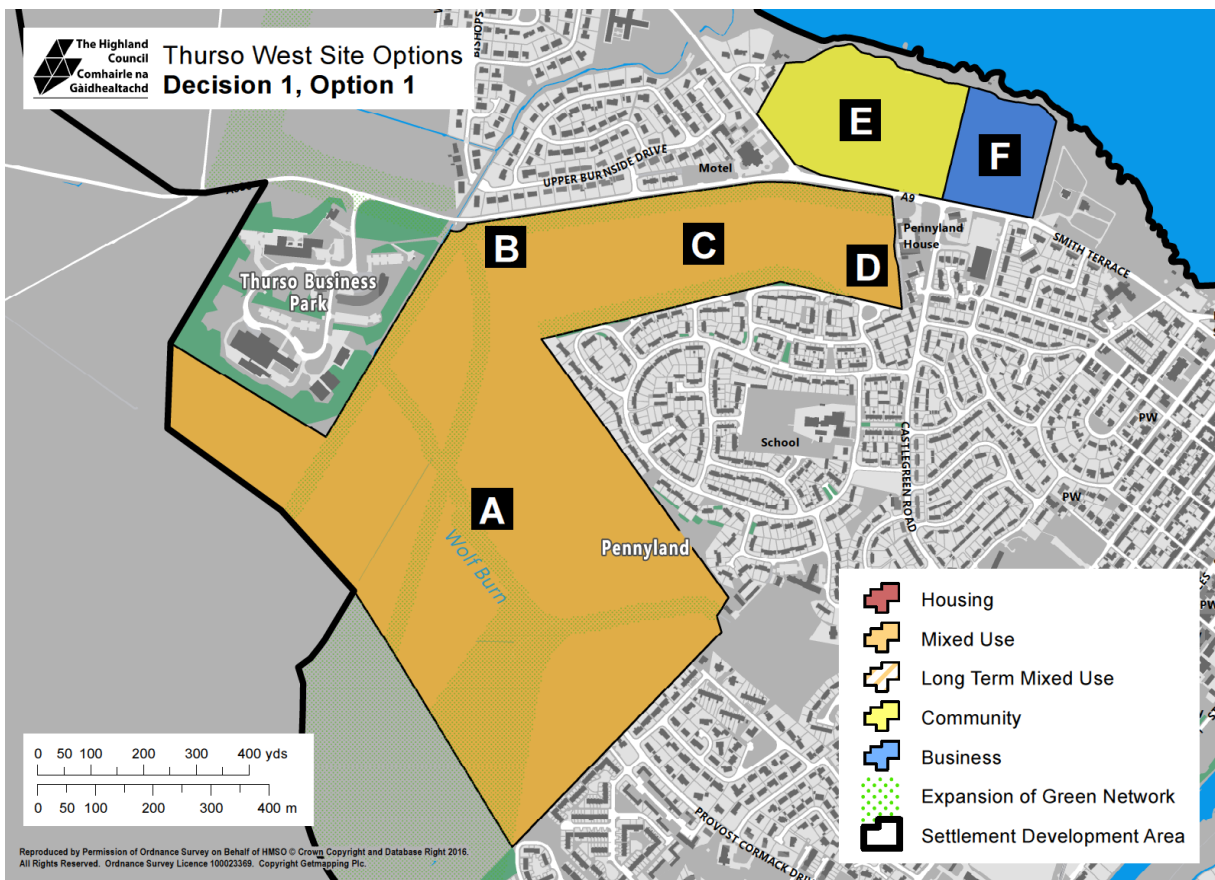 The Highland
Council
Comhairle na
Gàidhealtachd
Thurso West Site Options
Decision 1, Option 1
BISHOPS
E
F
UPPER BURNSIDE DRIVE
Motel
A9
B
C
D
Pennyland
House
SMITH TERRACE
Thurso Business
Park
School
CASTLEGREEN ROAD
PW
PW
A
Wolf Burn
Pennyland
PW
PROVOST CORMACK DRI
Housing
Mixed Use
Long Term Mixed Use
Community
Business
Expansion of Green Network
Settlement Development Area
0 50 100 200 300 400 yds
0 50 100 200 300 400 m
Reproduced by Permission of Ordnance Survey on Behalf of HMSO © Crown Copyright and Database Right 2016.
All Rights Reserved. Ordnance Survey Licence 100023369. Copyright Getmapping Plc.